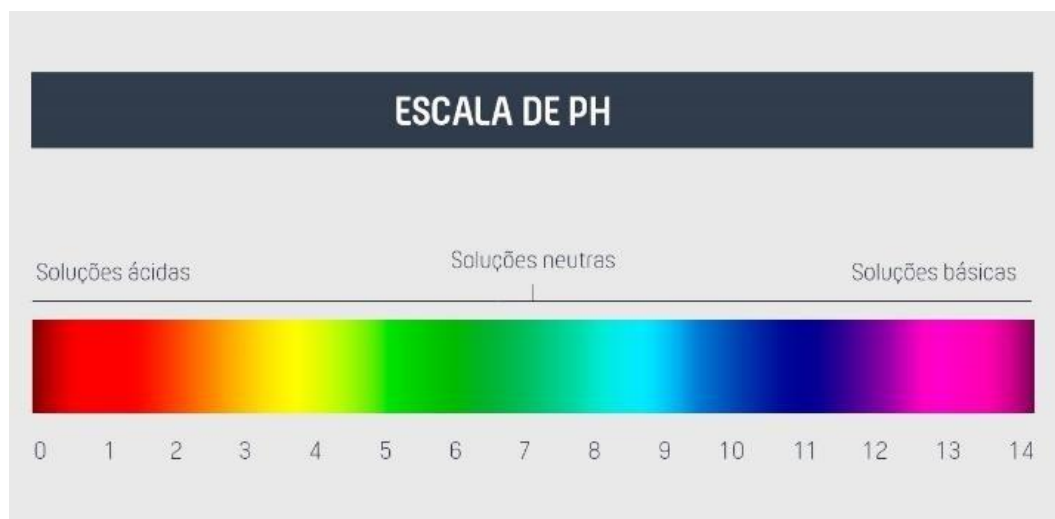 ESCALA DE PH
Soluções ácidas Soluções neutras Soluções básicas
0 1 2 3 4 5 6 7 8 9 10 11 12 13 14